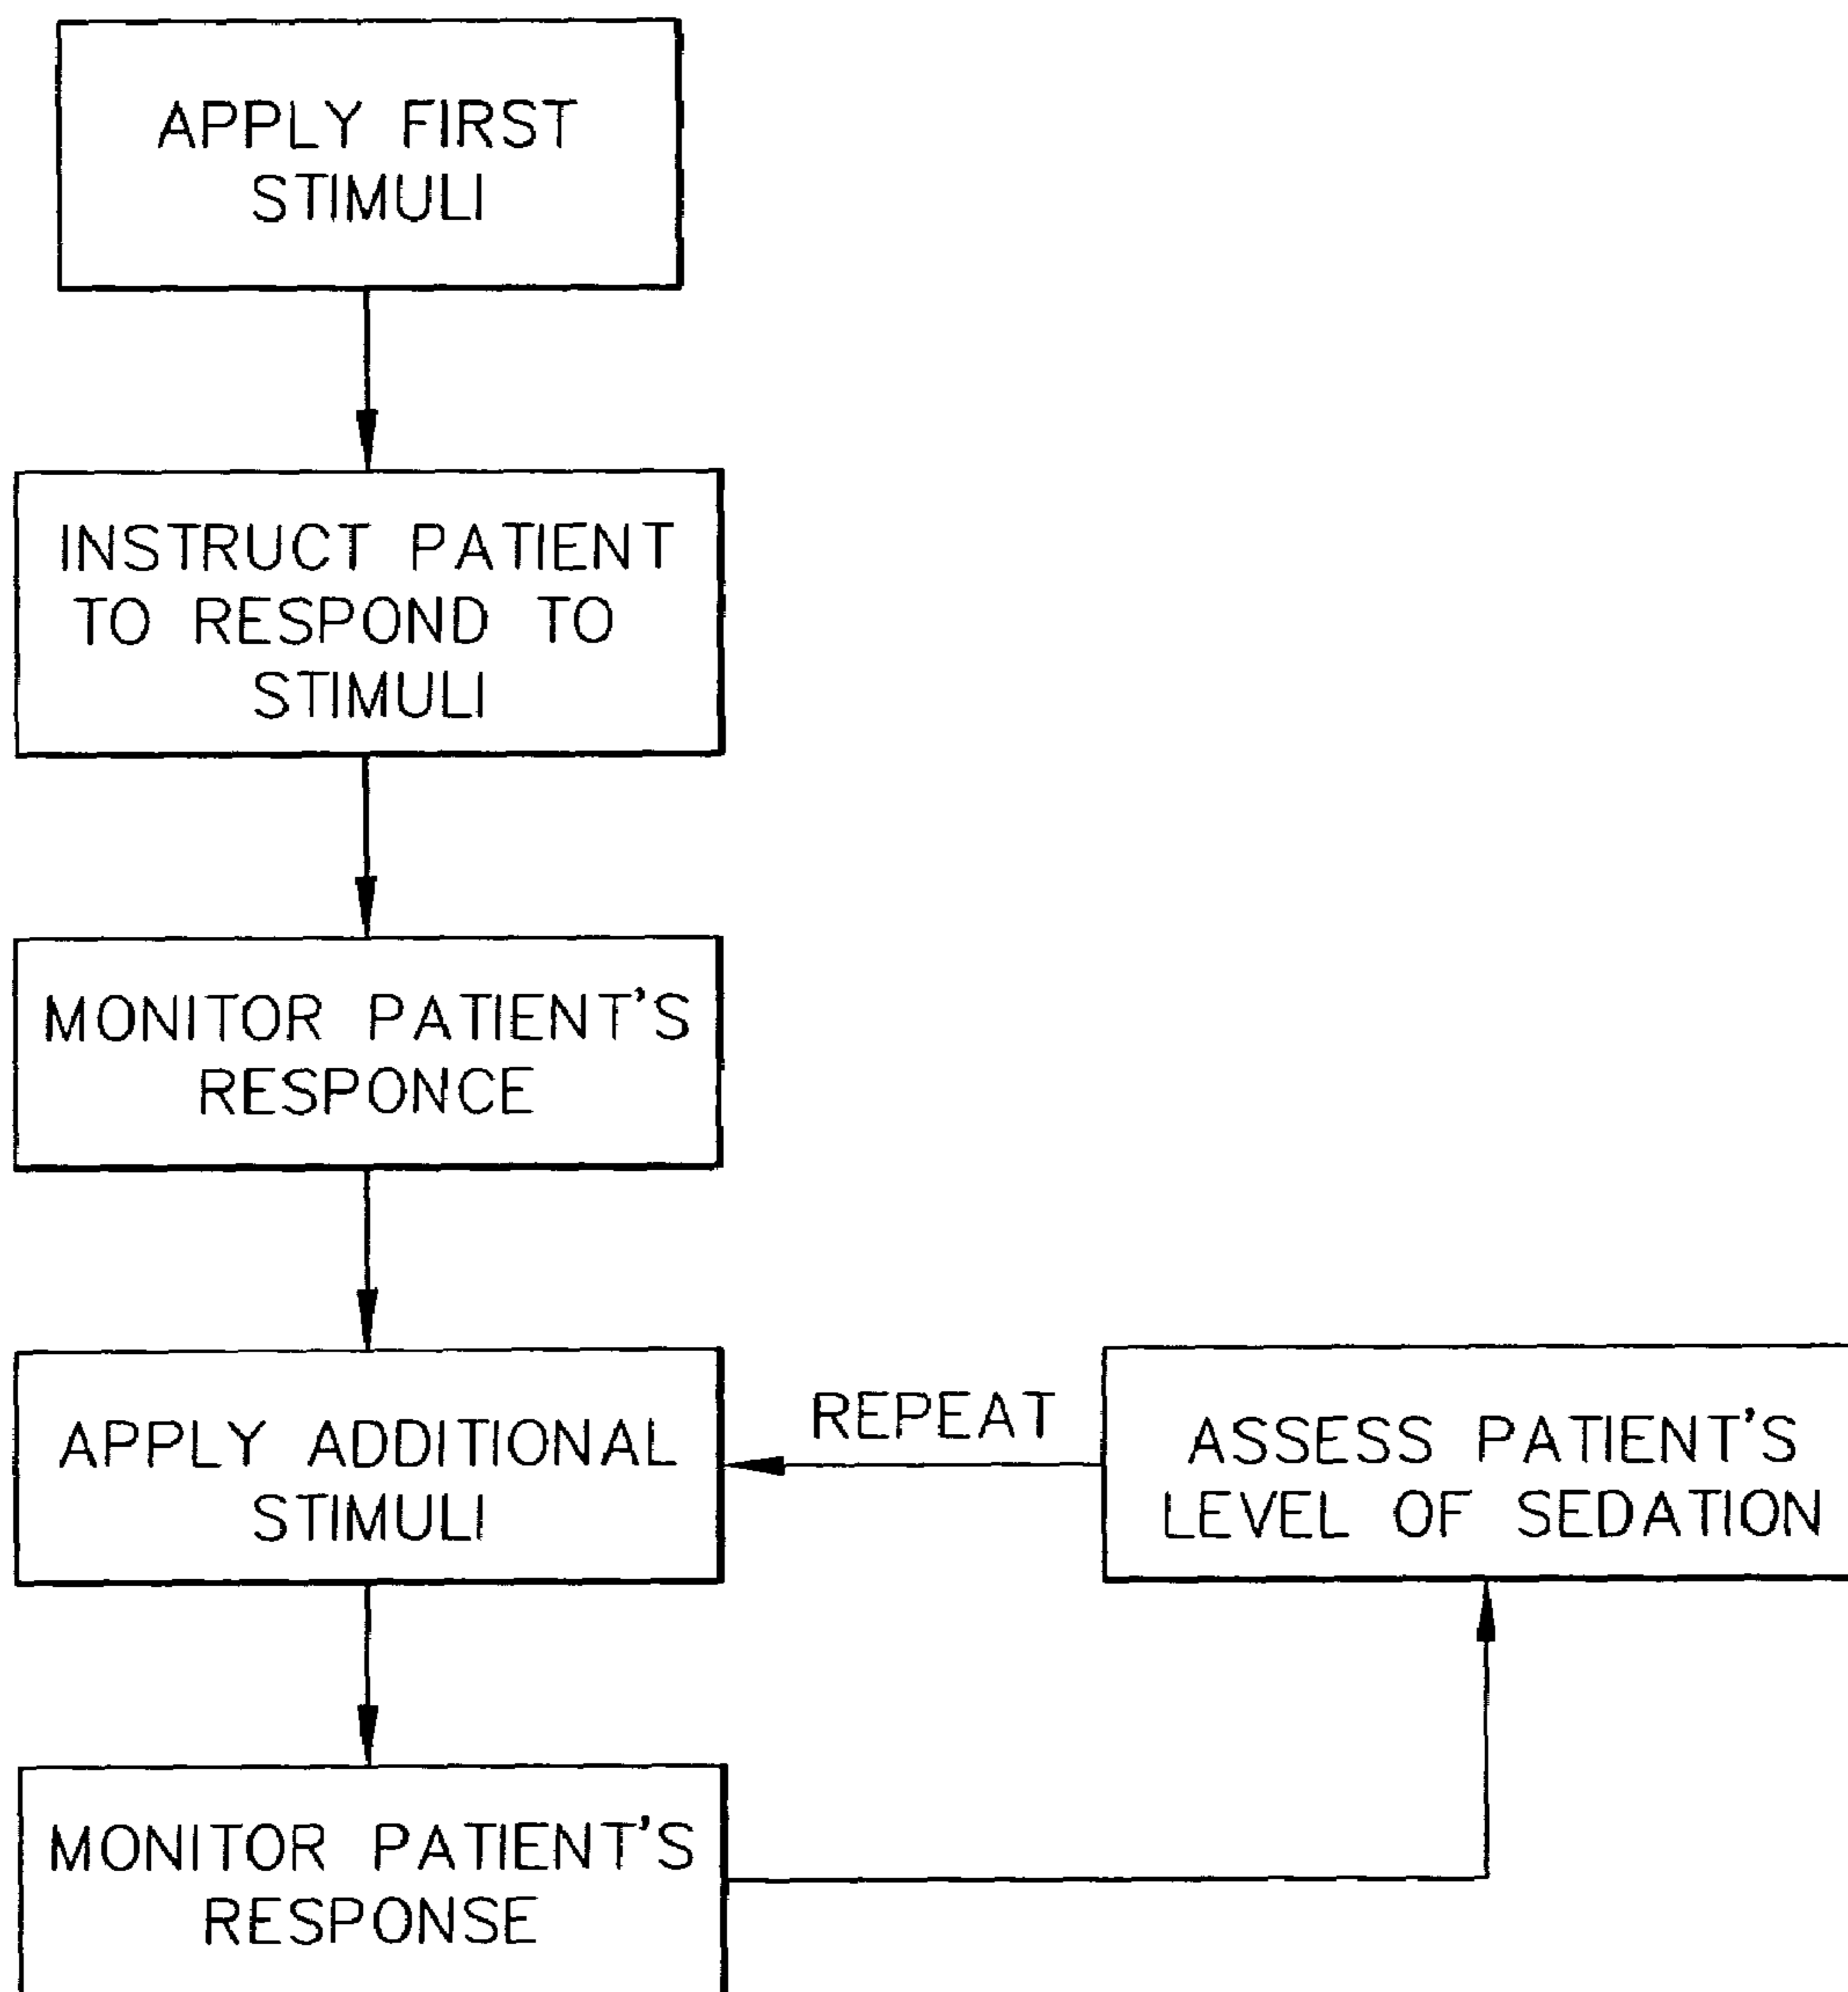 APPLY FIRST
STIMULI
INSTRUCT PATIENT
TO RESPOND TO
STIMULI
MONITOR PATIENT'S
RESPONCE
APPLY ADDITIONAL
STIMULI
REPEAT
ASSESS PATIENT'S
LEVEL OF SEDATION
MONITOR PATIENT'S
RESPONSE